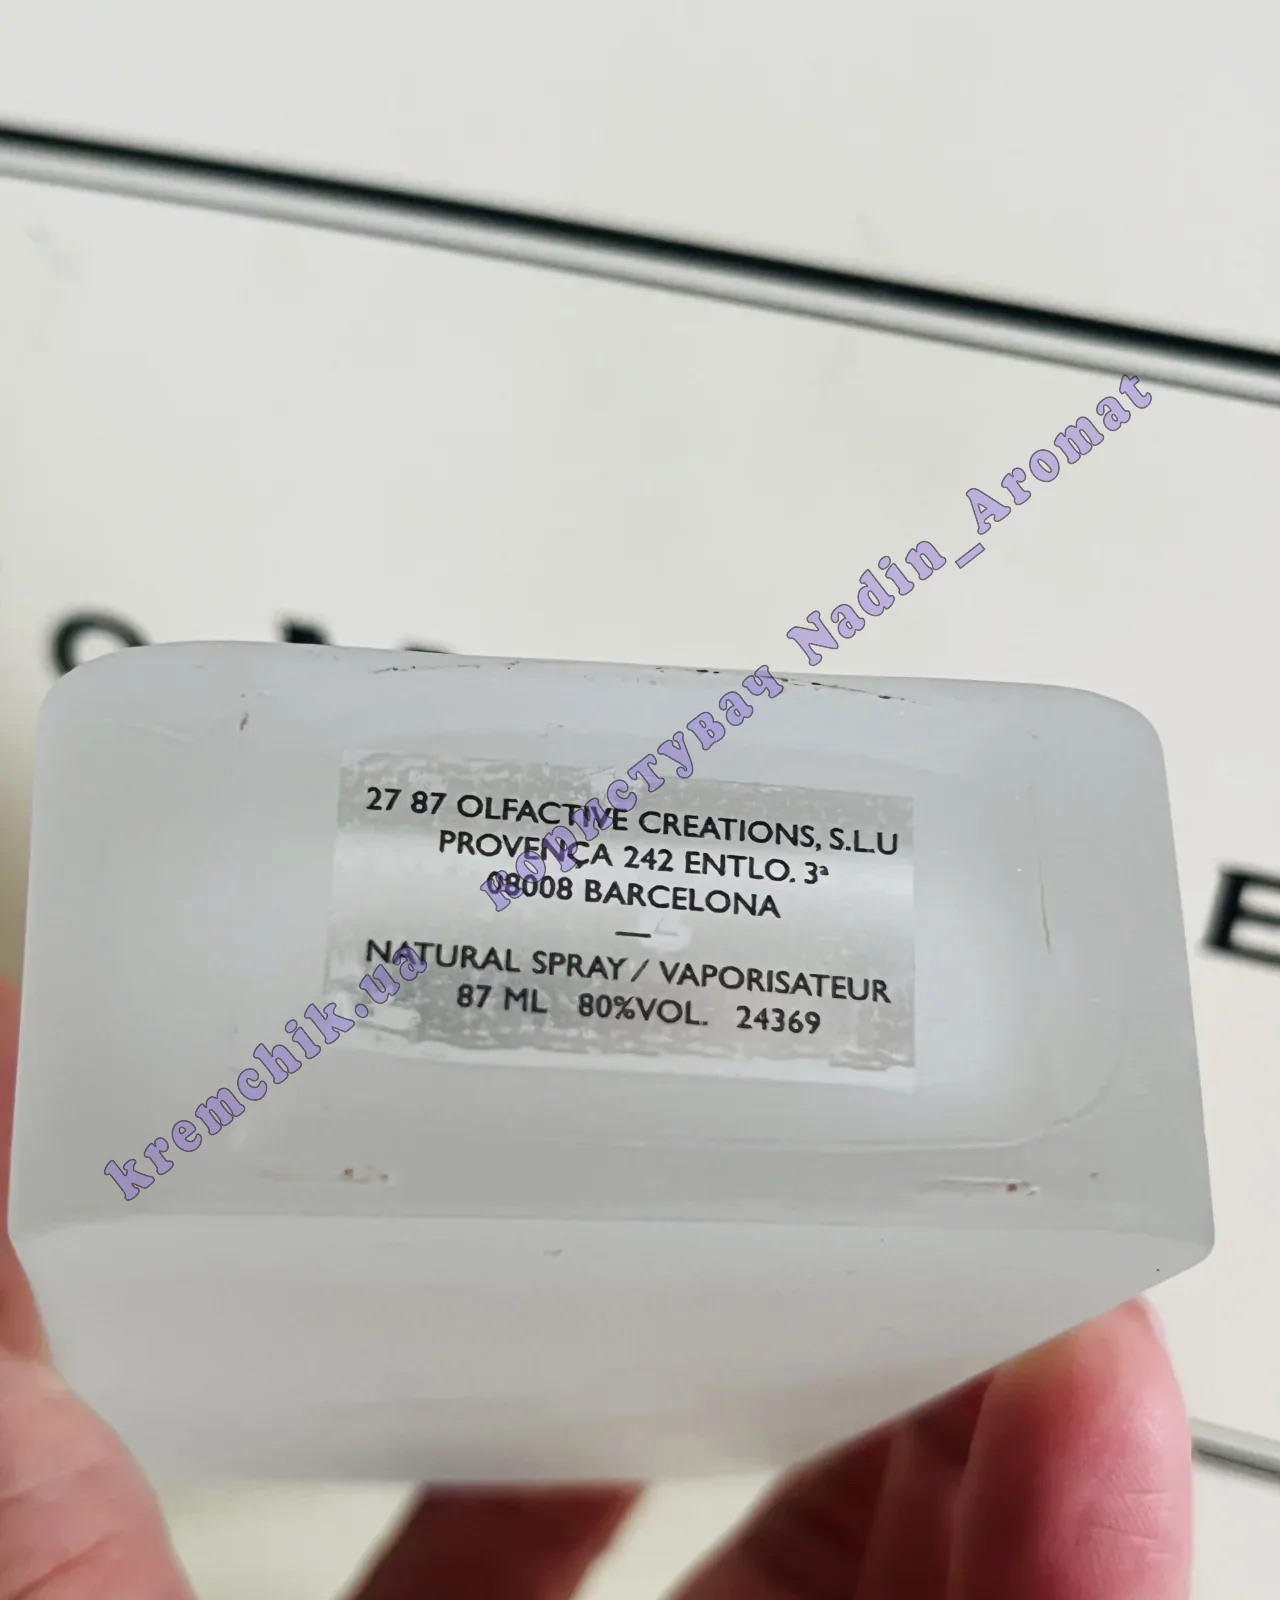 27 87 OLFACTIVE CREATIONS, S.L.U
PROVENÇA 242 ENTLO. 3ª
08008 BARCELONA
—
NATURAL SPRAY / VAPORISATEUR
87 ML 80%VOL. 24369
kremchik.ua користувач Nadin_Aromat